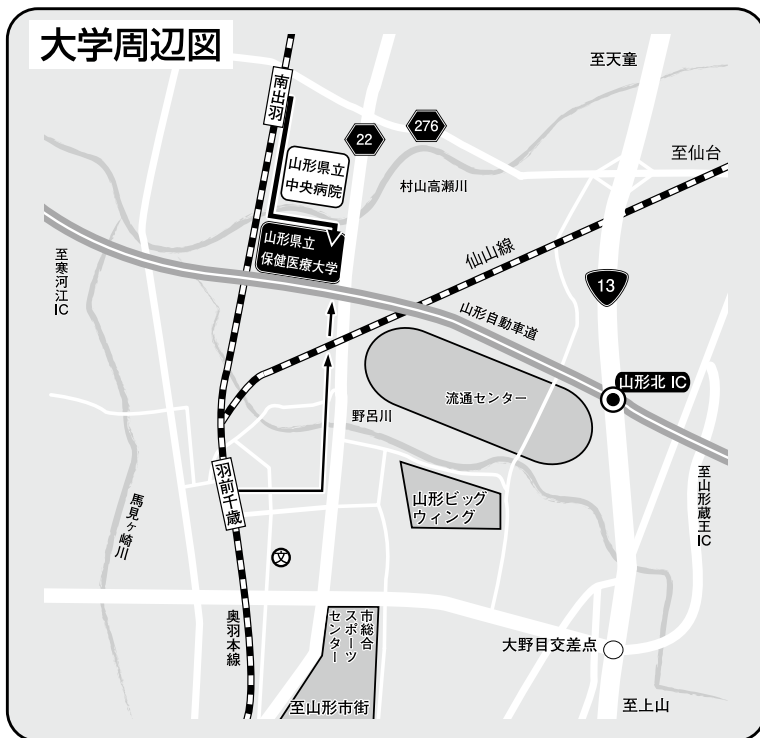 大学周辺図
至天童
南出羽
276
22
至仙台
山形県立
中央病院
村山高瀬川
山形県立
保健医療大学
仙山線
至寒河江IC
13
山形自動車道
山形北 IC
流通センター
野呂川
羽前千歳
山形ビッグ
ウィング
至山形蔵王IC
馬見ヶ崎川
文
奥羽本線
市総合
スポーツ
センター
大野目交差点
至山形市街
至上山